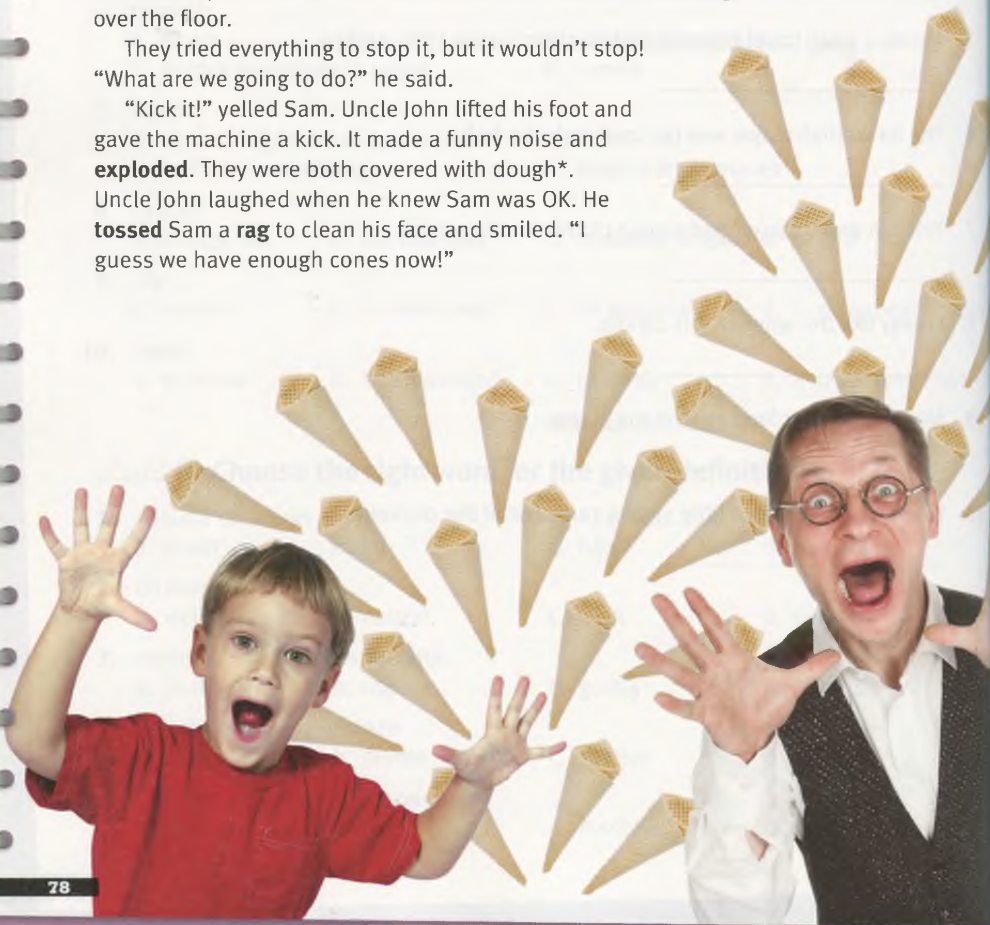 over the floor.
They tried everything to stop it, but it wouldn't stop!
"What are we going to do?" he said.
"Kick it!" yelled Sam. Uncle John lifted his foot and
gave the machine a kick. It made a funny noise and
exploded. They were both covered with dough*.
Uncle John laughed when he knew Sam was OK. He
tossed Sam a rag to clean his face and smiled. "I
guess we have enough cones now!"
78